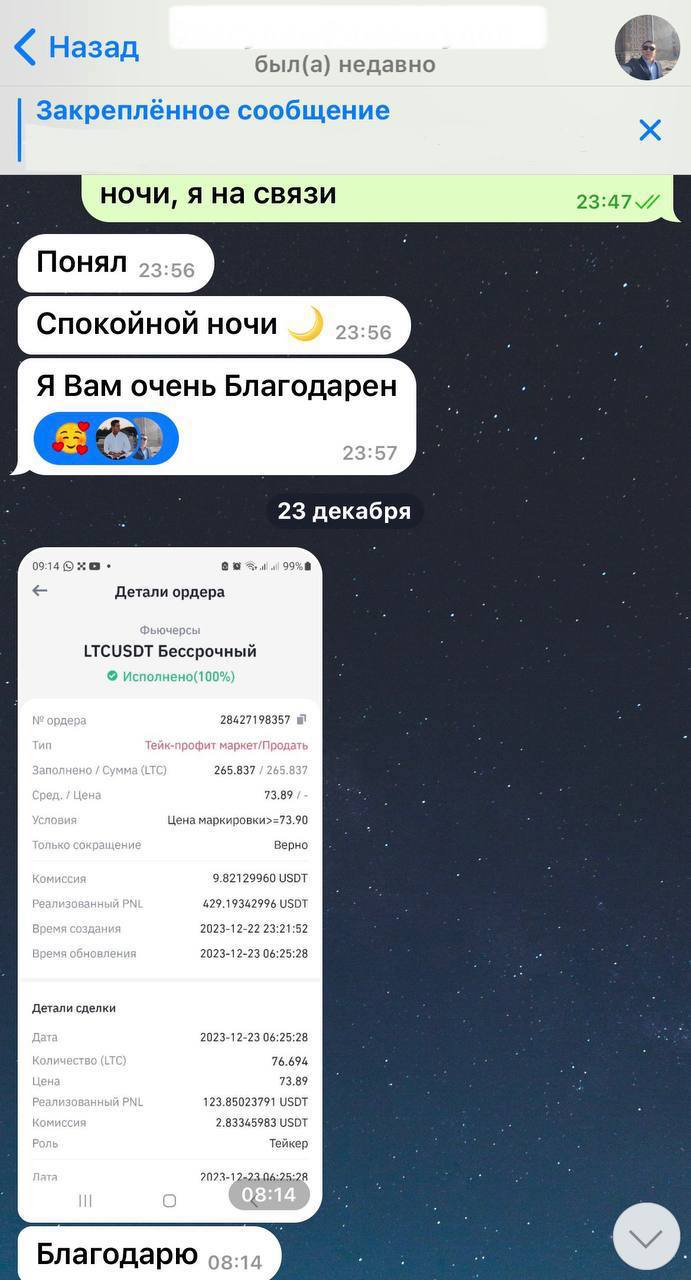 Назад
был(а) недавно
Закреплённое сообщение
ночи, я на связи 23:47
Понял 23:56
Спокойной ночи 23:56
Я Вам очень Благодарен
23:57
23 декабря
09:14 99%
Детали ордера
Фьючерсы
LTCUSDT Бессрочный
Исполнено(100%)
№ ордера 28427198357
Тип Тейк-профит маркет/Продать
Заполнено / Сумма (LTC) 265.837 / 265.837
Сред. / Цена 73.89 / -
Условия Цена маркировки>=73.90
Только сокращение Верно
Комиссия 9.82129960 USDT
Реализованный PNL 429.19342996 USDT
Время создания 2023-12-22 23:21:52
Время обновления 2023-12-23 06:25:28
Детали сделки
Дата 2023-12-23 06:25:28
Количество (LTC) 76.694
Цена 73.89
Реализованный PNL 123.85023791 USDT
Комиссия 2.83345983 USDT
Роль Тейкер
Дата 2023-12-23 06:25:28
08:14
Благодарю 08:14